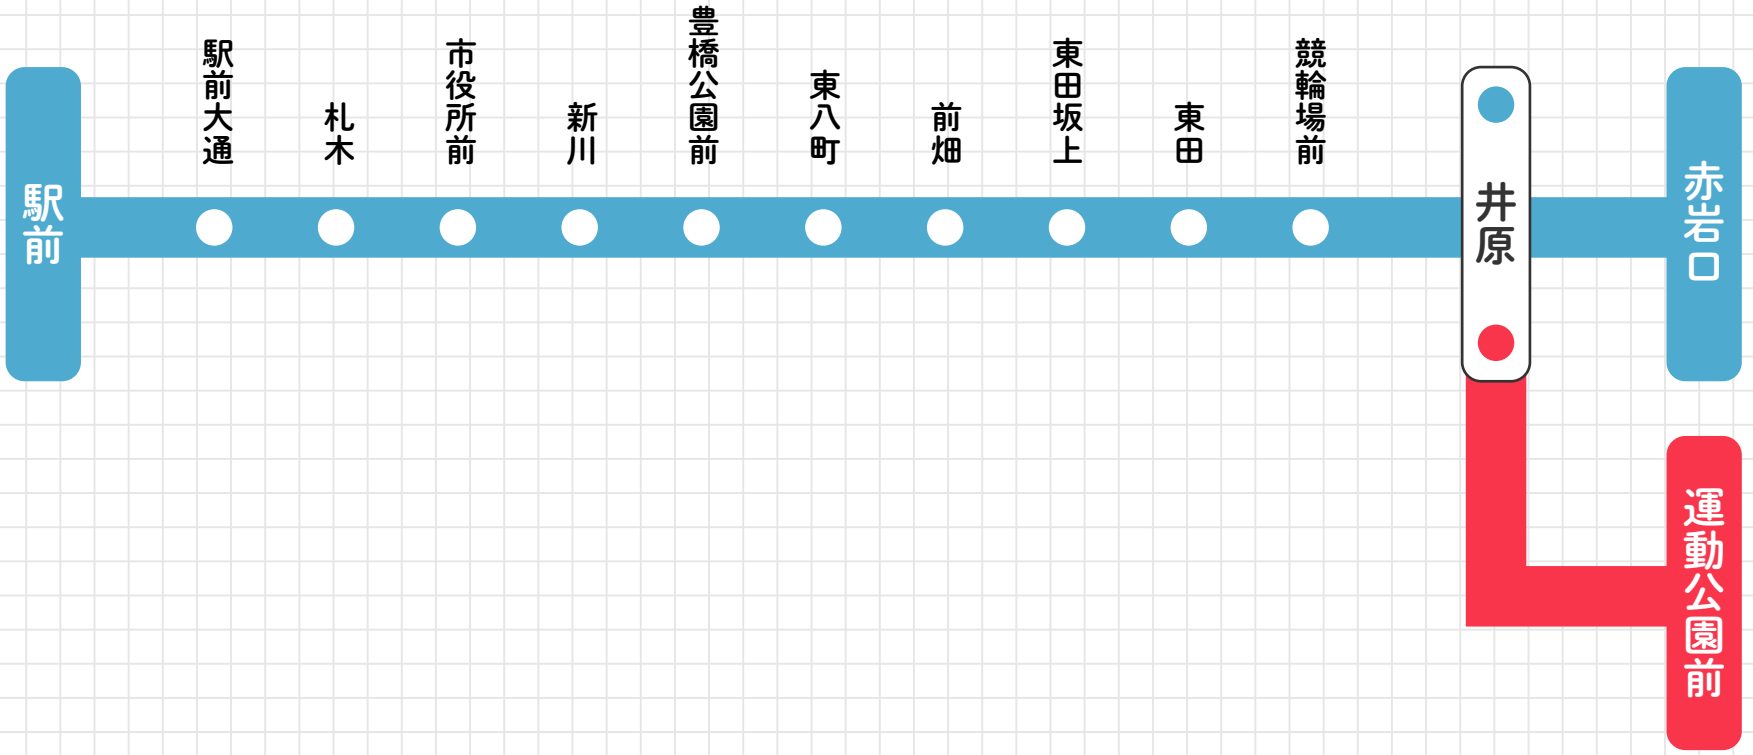 駅前
駅前大通
札木
市役所前
新川
豊橋公園前
東八町
前畑
東田坂上
東田
競輪場前
井原
赤岩口
運動公園前